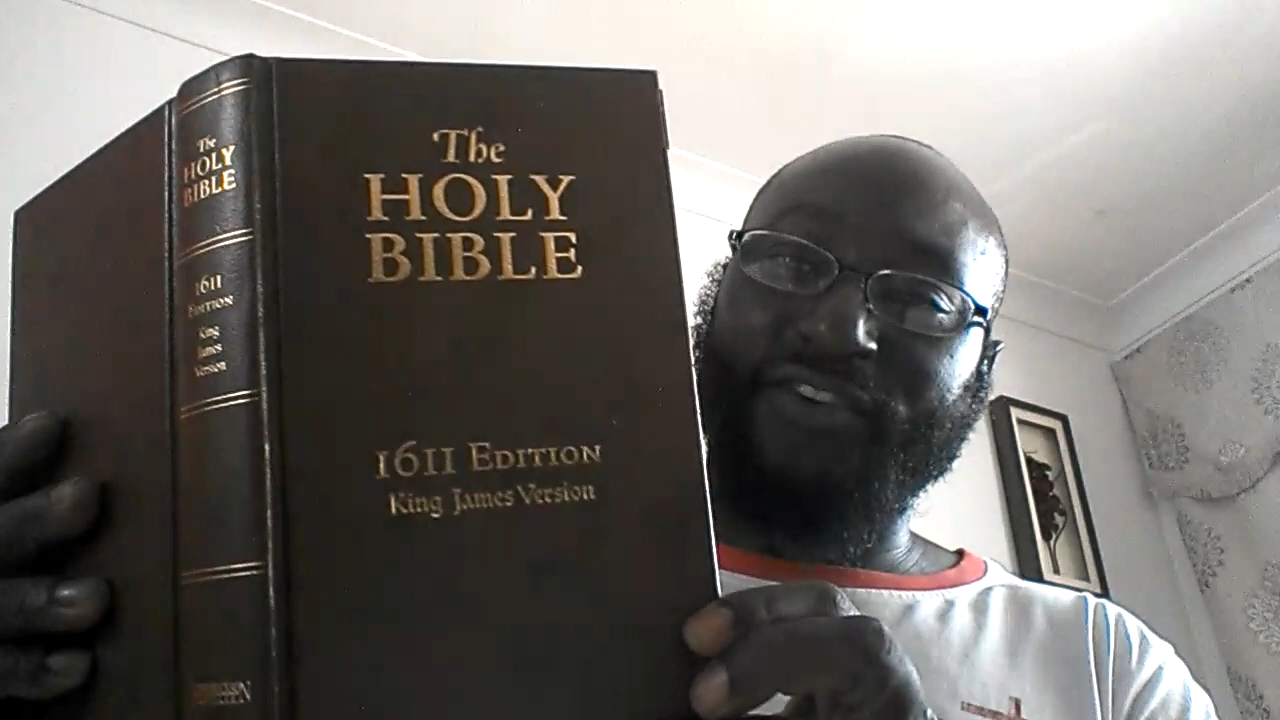 The
HOLY
BIBLE
1611
EDITION
King
James
Version
The
HOLY
BIBLE
1611 EDITION
King James Version